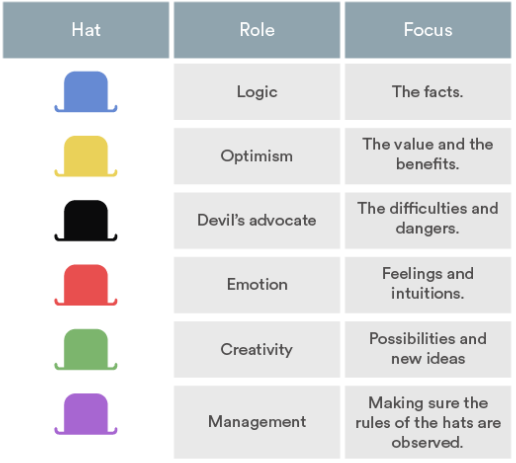 Hat Role Focus
Logic The facts.
Optimism The value and the
benefits.
Devil's advocate The difficulties and
dangers.
Emotion Feelings and
intuitions.
Creativity Possibilities and
new ideas
Management Making sure the
rules of the hats are
observed.